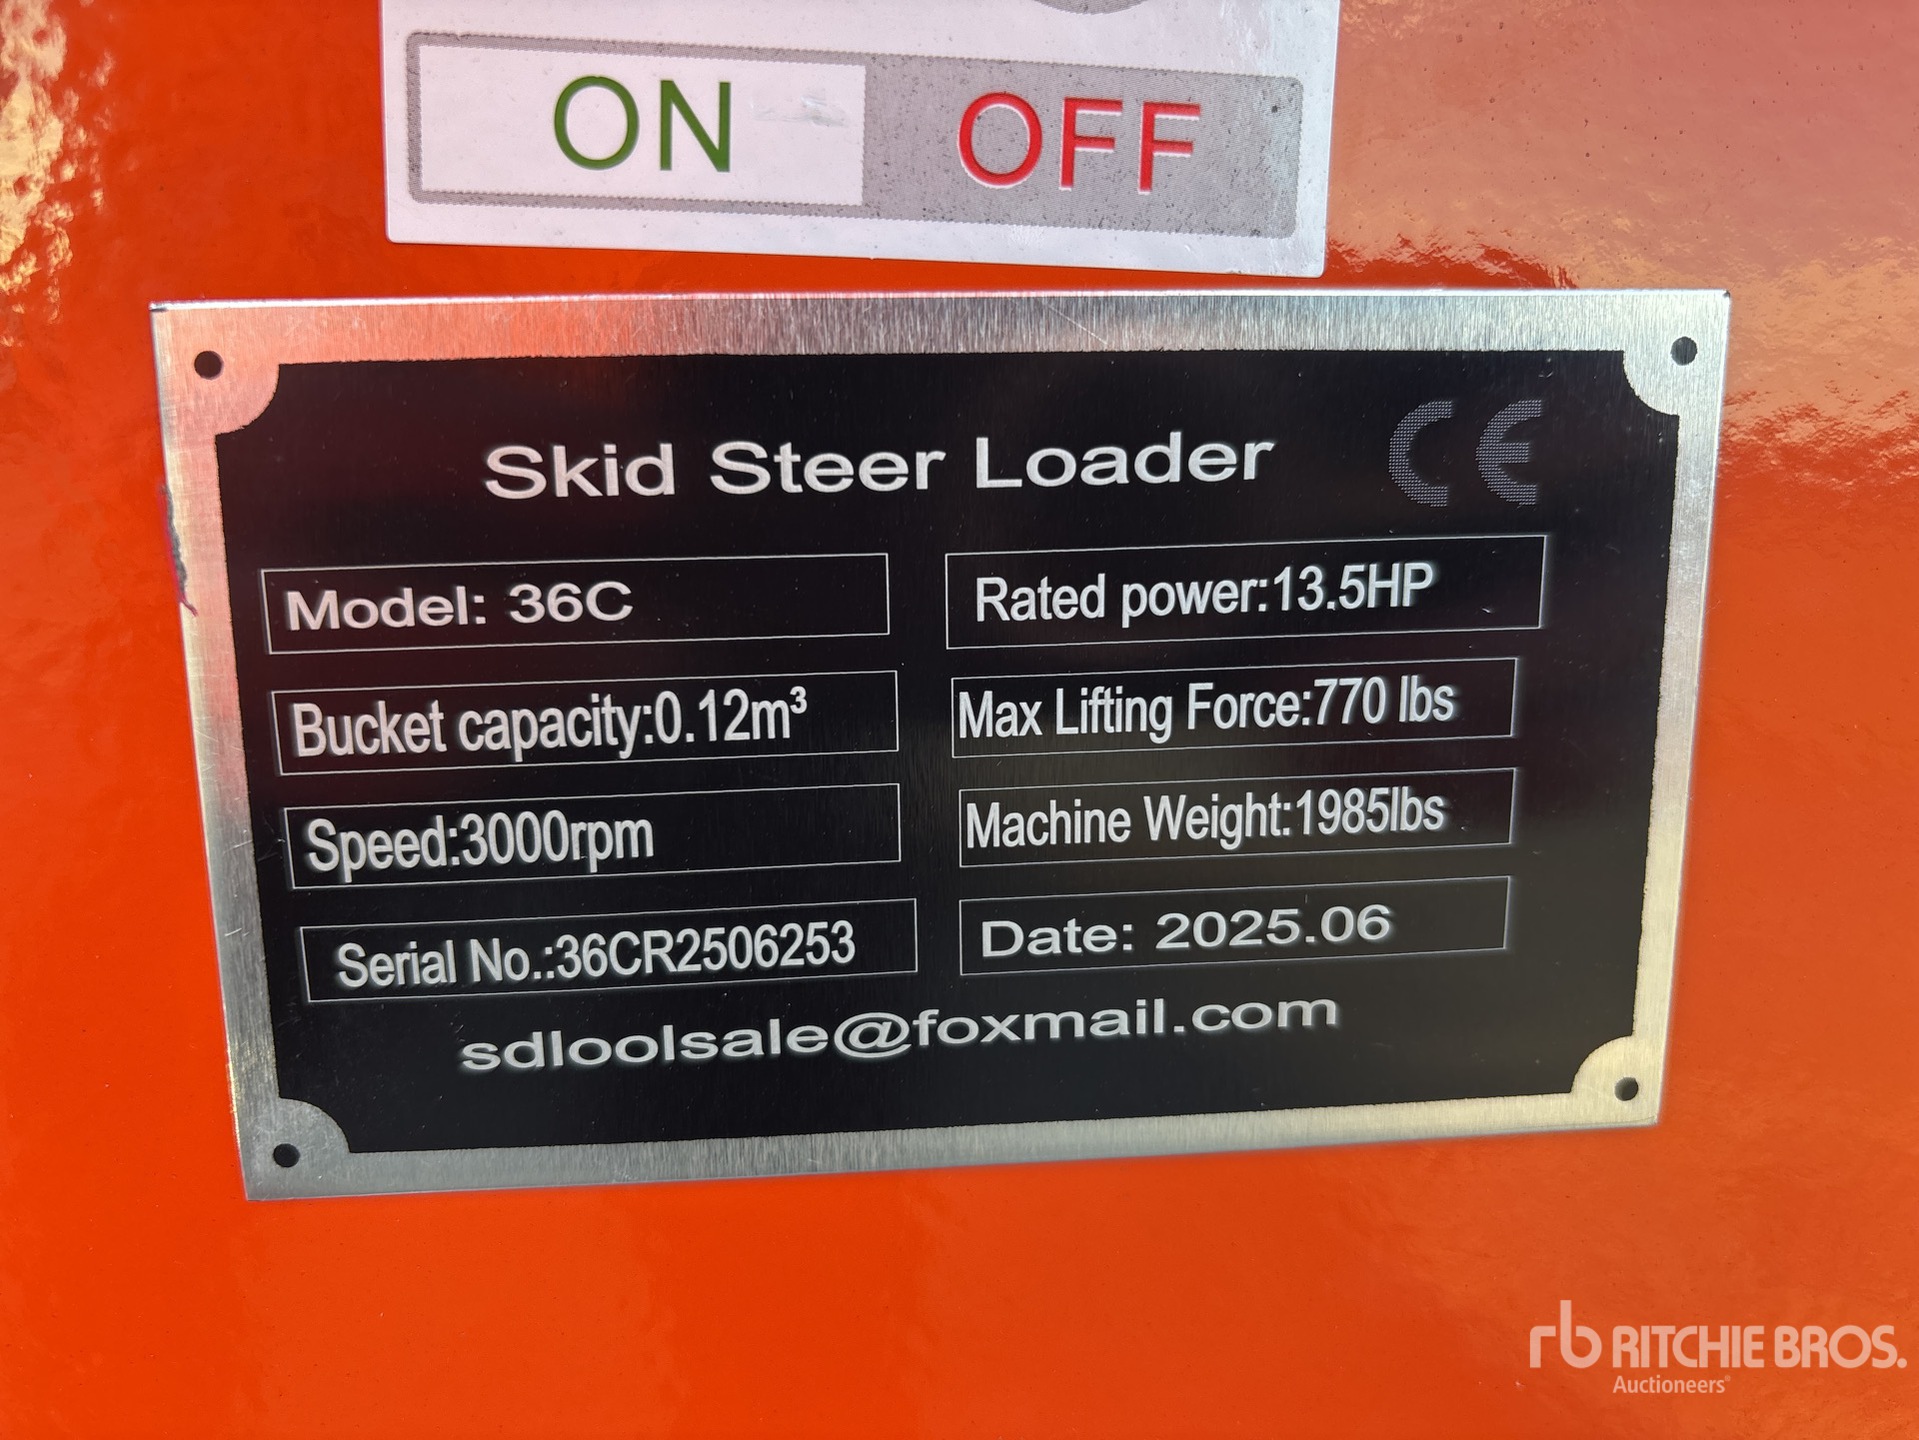 ON OFF
Skid Steer Loader CE
Model: 36C
Rated power:13.5HP
Bucket capacity:0.12m³
Max Lifting Force:770 lbs
Speed:3000rpm
Machine Weight:1985lbs
Serial No.:36CR2506253
Date: 2025.06
sdloolsale@foxmail.com
rb RITCHIE BROS.
Auctioneers®